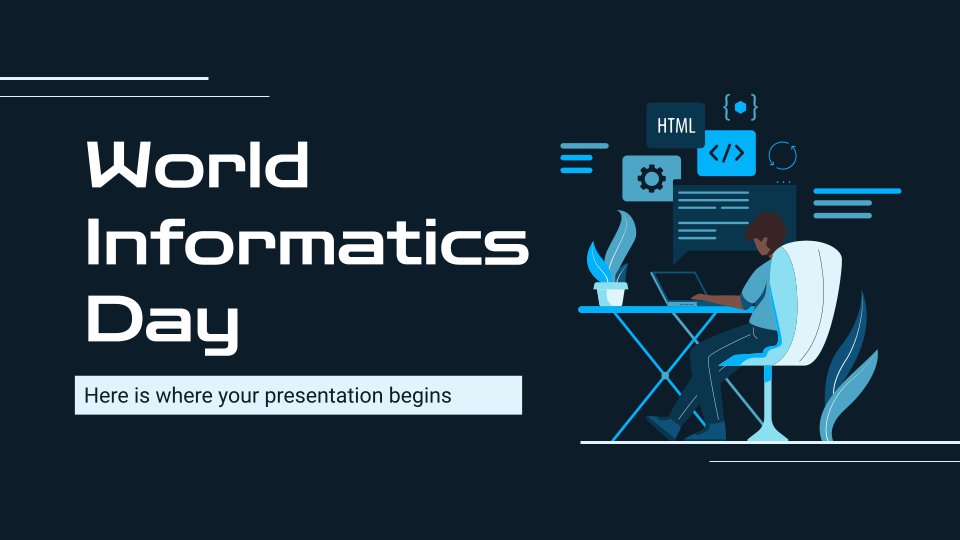 World
Informatics
Day
Here is where your presentation begins
HTML
{ }
</>
...